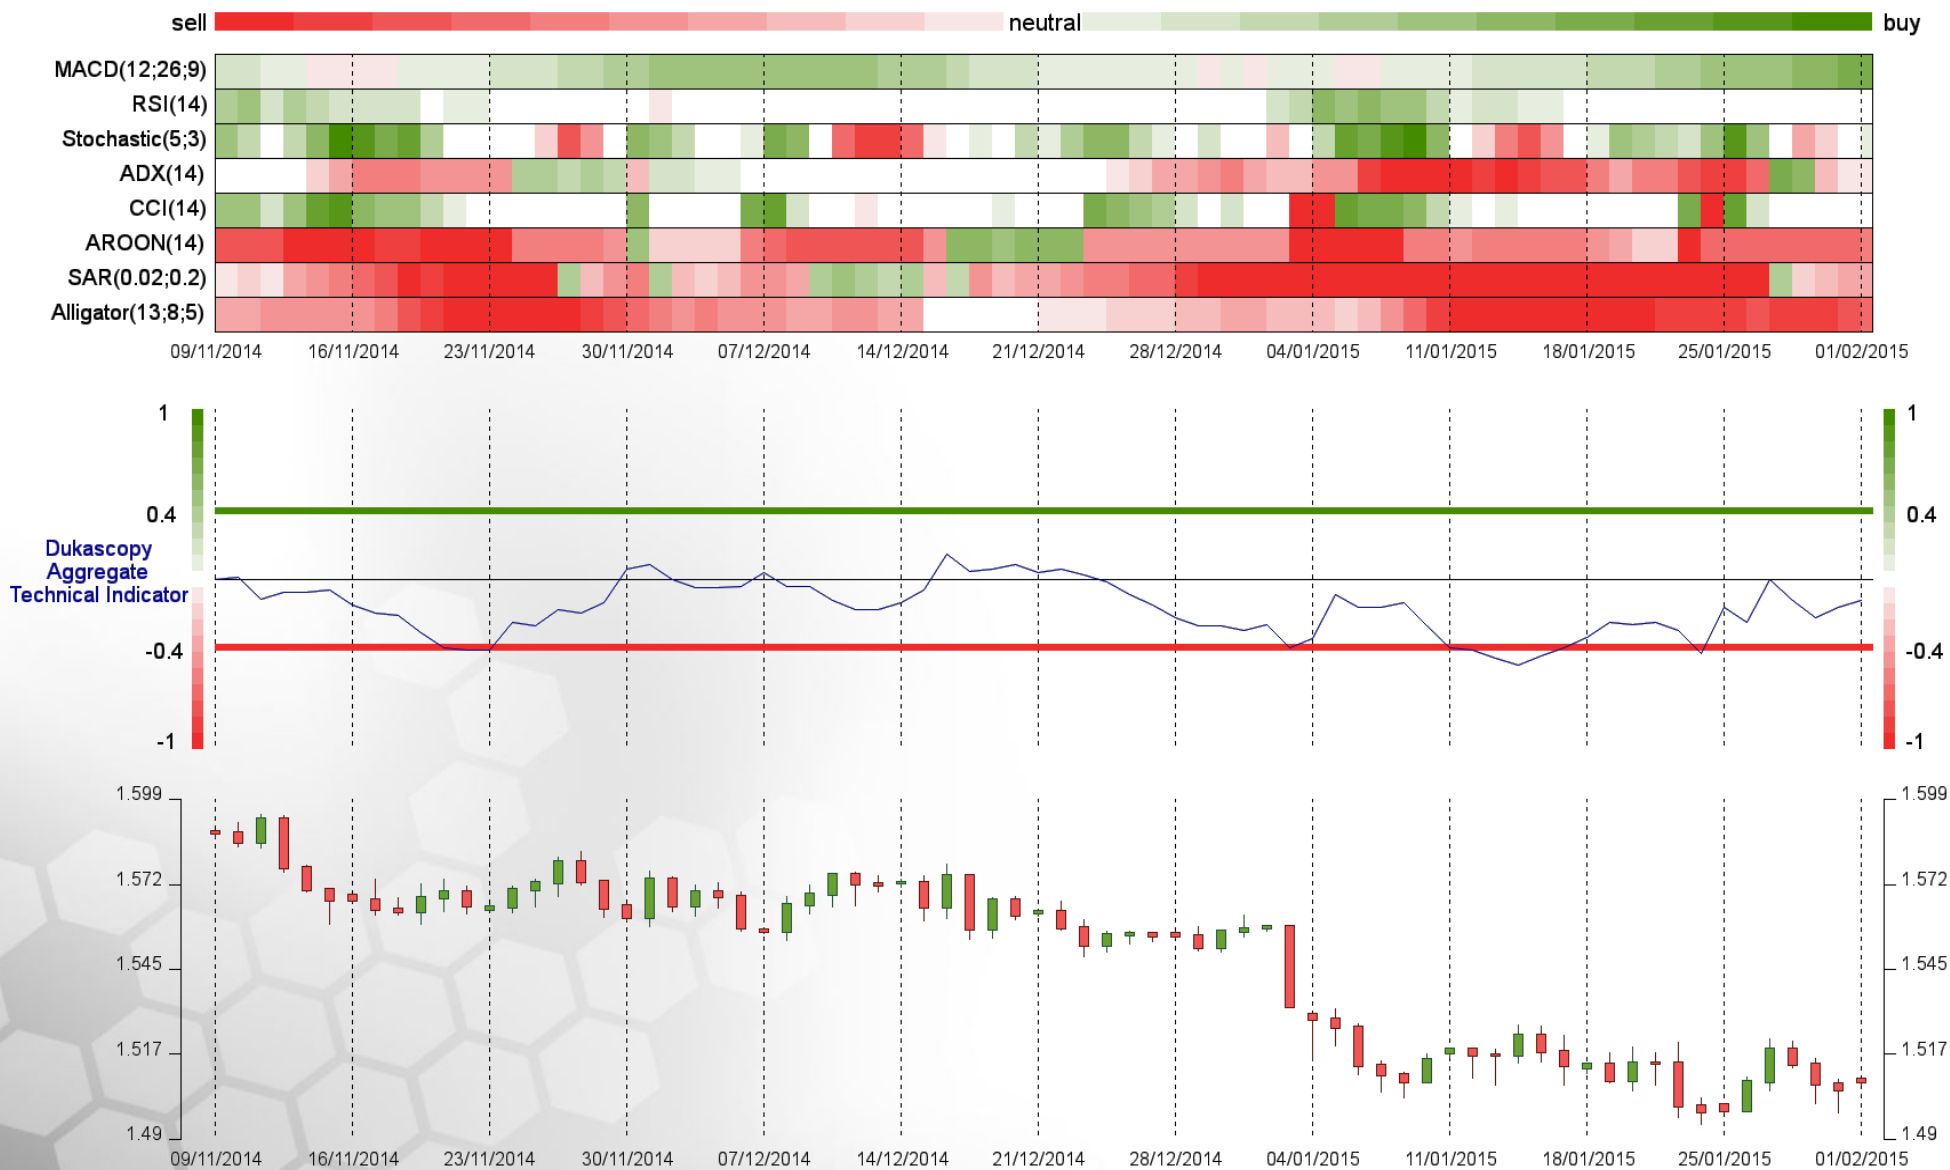 sell neutral buy
MACD(12;26;9)
RSI(14)
Stochastic(5;3)
ADX(14)
CCI(14)
AROON(14)
SAR(0.02;0.2)
Alligator(13;8;5)
09/11/2014 16/11/2014 23/11/2014 30/11/2014 07/12/2014 14/12/2014 21/12/2014 28/12/2014 04/01/2015 11/01/2015 18/01/2015 25/01/2015 01/02/2015
1 1
0.4 0.4
Dukascopy
Aggregate
Technical Indicator
-0.4 -0.4
-1 -1
1.599 1.599
1.572 1.572
1.545 1.545
1.517 1.517
1.49 1.49
09/11/2014 16/11/2014 23/11/2014 30/11/2014 07/12/2014 14/12/2014 21/12/2014 28/12/2014 04/01/2015 11/01/2015 18/01/2015 25/01/2015 01/02/2015